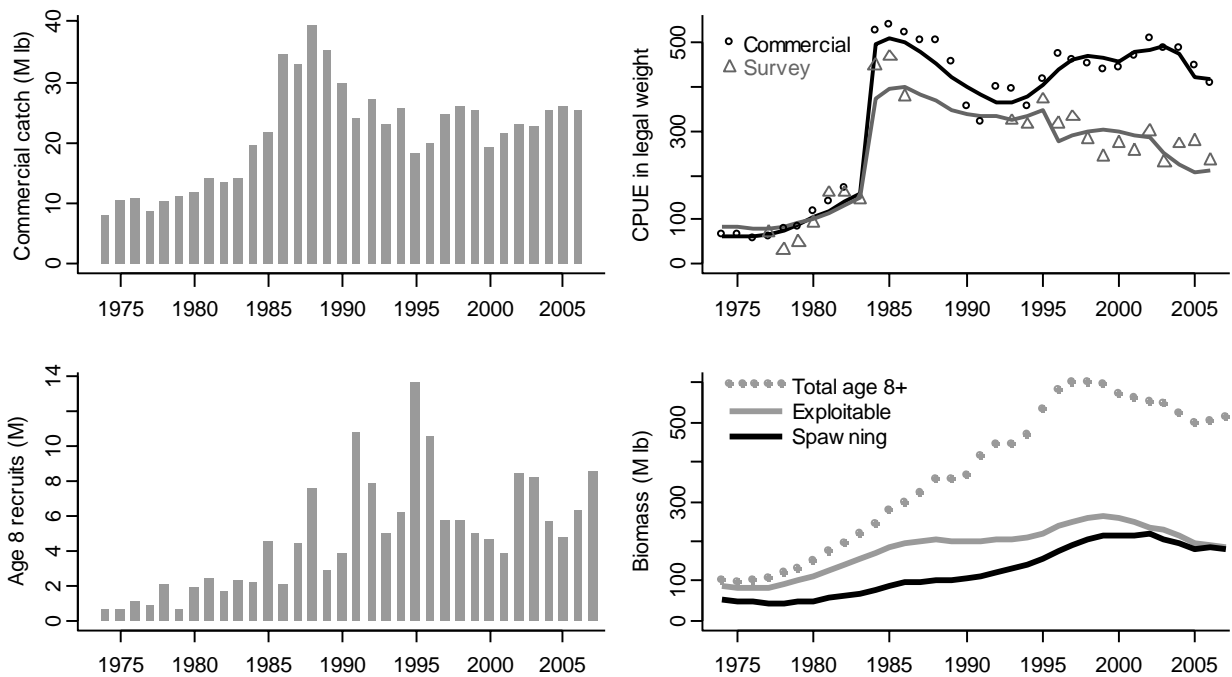 Commercial catch (M lb)
40
30
20
10
0
1975 1980 1985 1990 1995 2000 2005
CPUE in legal weight
500
300
100
0
Commercial
Survey
1975 1980 1985 1990 1995 2000 2005
Age 8 recruits (M)
14
10
8
6
4
2
0
1975 1980 1985 1990 1995 2000 2005
Biomass (M lb)
500
300
100
0
Total age 8+
Exploitable
Spaw ning
1975 1980 1985 1990 1995 2000 2005